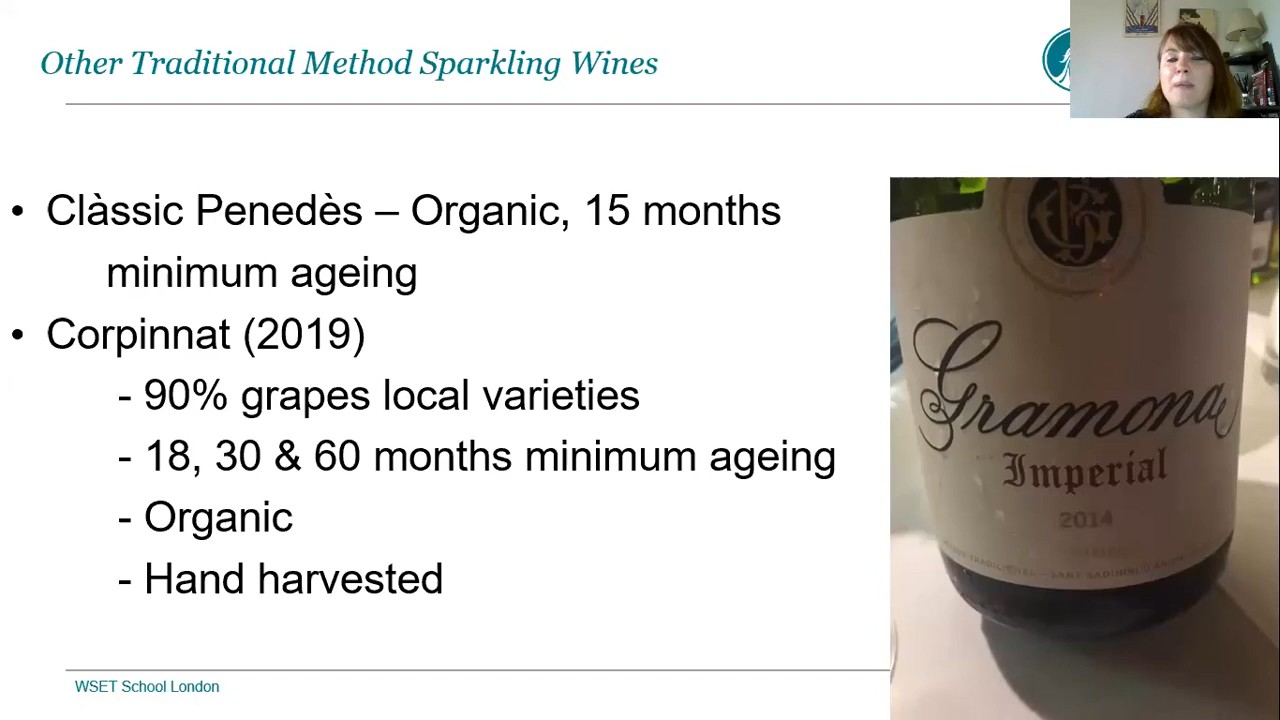 Other Traditional Method Sparkling Wines
• Clàssic Penedès – Organic, 15 months
minimum ageing
• Corpinnat (2019)
- 90% grapes local varieties
- 18, 30 & 60 months minimum ageing
- Organic
- Hand harvested
Gramona
Imperial
2014
WSET School London